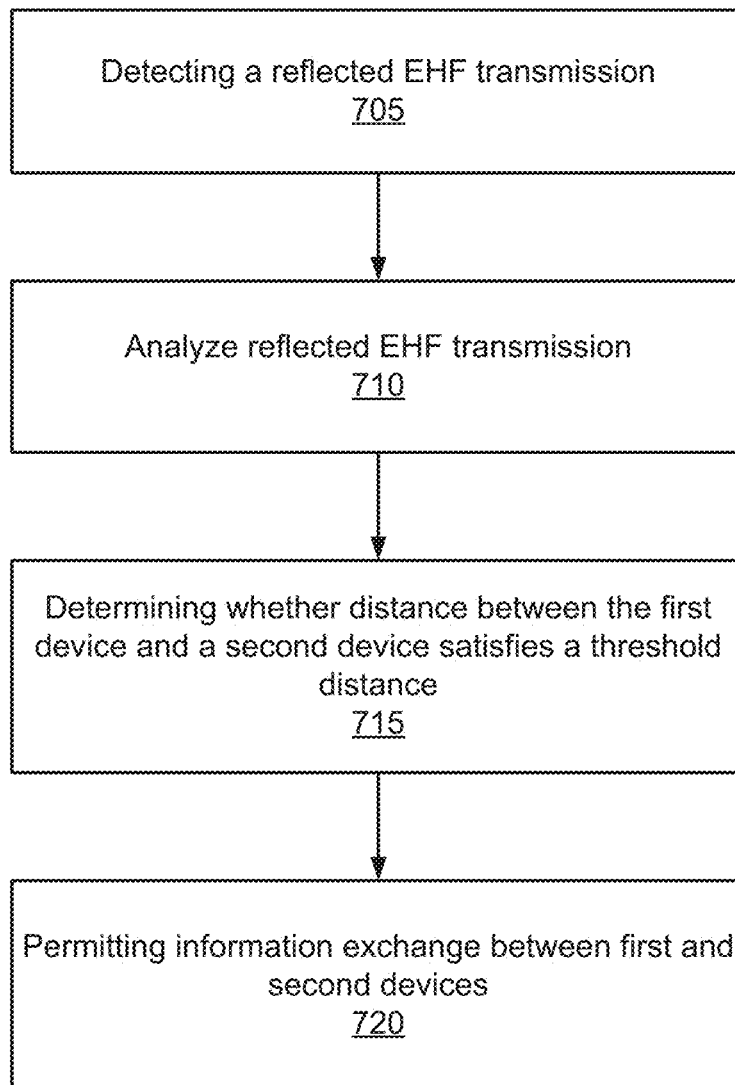 Detecting a reflected EHF transmission
705
Analyze reflected EHF transmission
710
Determining whether distance between the first
device and a second device satisfies a threshold
distance
715
Permitting information exchange between first and
second devices
720